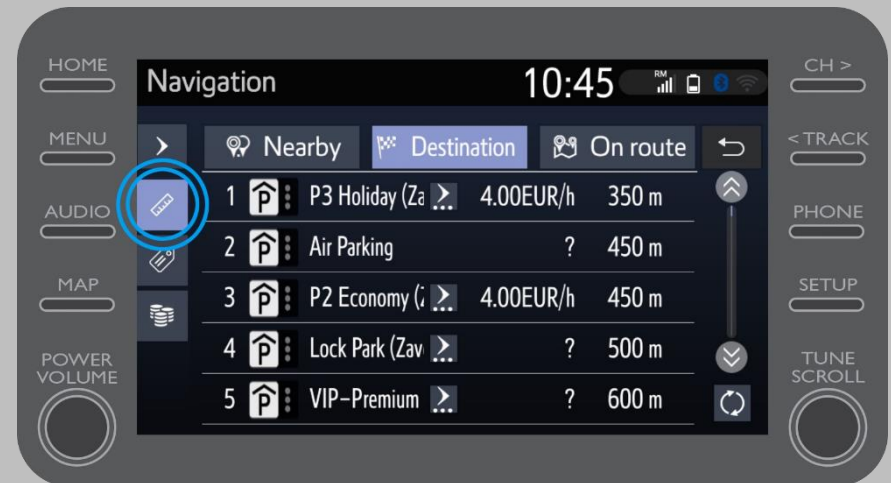 HOME
MENU
AUDIO
MAP
POWER
VOLUME
Navigation 10:45 RM
Nearby Destination On route
1 P P3 Holiday (Za 4.00EUR/h 350 m
2 P Air Parking ? 450 m
3 P P2 Economy (; 4.00EUR/h 450 m
4 P Lock Park (Zav ? 500 m
5 P VIP-Premium ? 600 m
CH >
< TRACK
PHONE
SETUP
TUNE
SCROLL